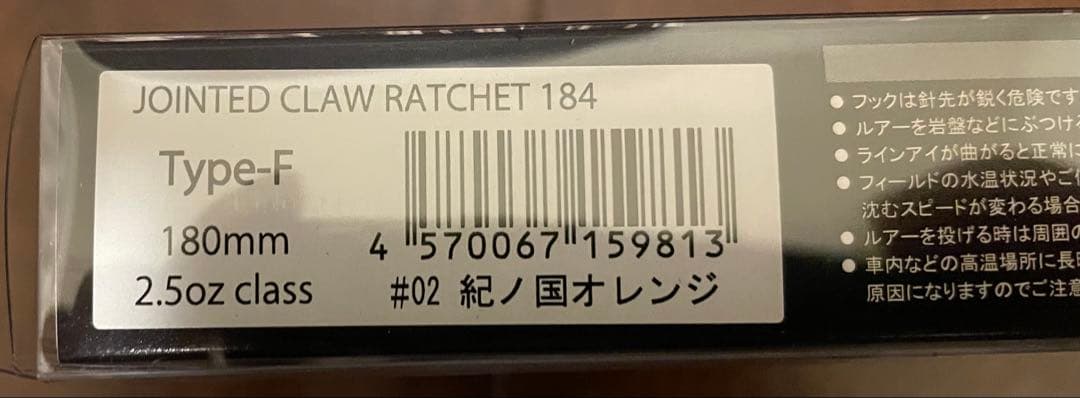 JOINTED CLAW RATCHET 184
Type-F
180mm
2.5oz class
4 570067 159813
#02 紀ノ国オレンジ
● フックは針先が鋭く危険です
● ルアーを岩盤などにぶつけ
● ラインアイが曲がると正常に
● フィールドの水温状況やご
沈むスピードが変わる場合
● ルアーを投げる時は周囲の
● 車内などの高温場所に長
原因になりますのでご注意